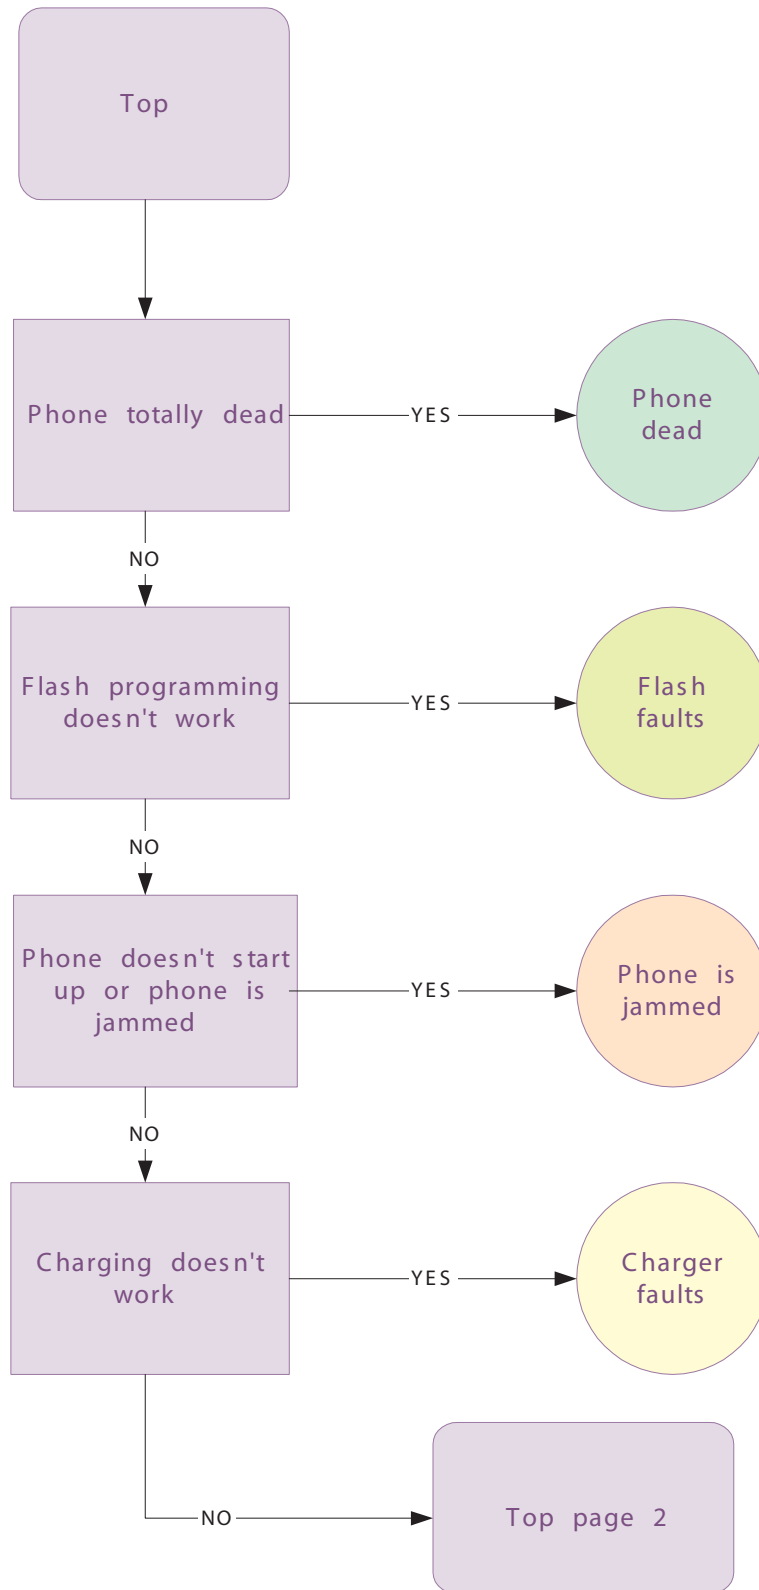 Top
Phone totally dead
YES
Phone
dead
NO
Flash programming
doesn't work
YES
Flash
faults
NO
Phone doesn't start
up or phone is
jammed
YES
Phone is
jammed
NO
Charging doesn't
work
YES
Charger
faults
NO
Top page 2